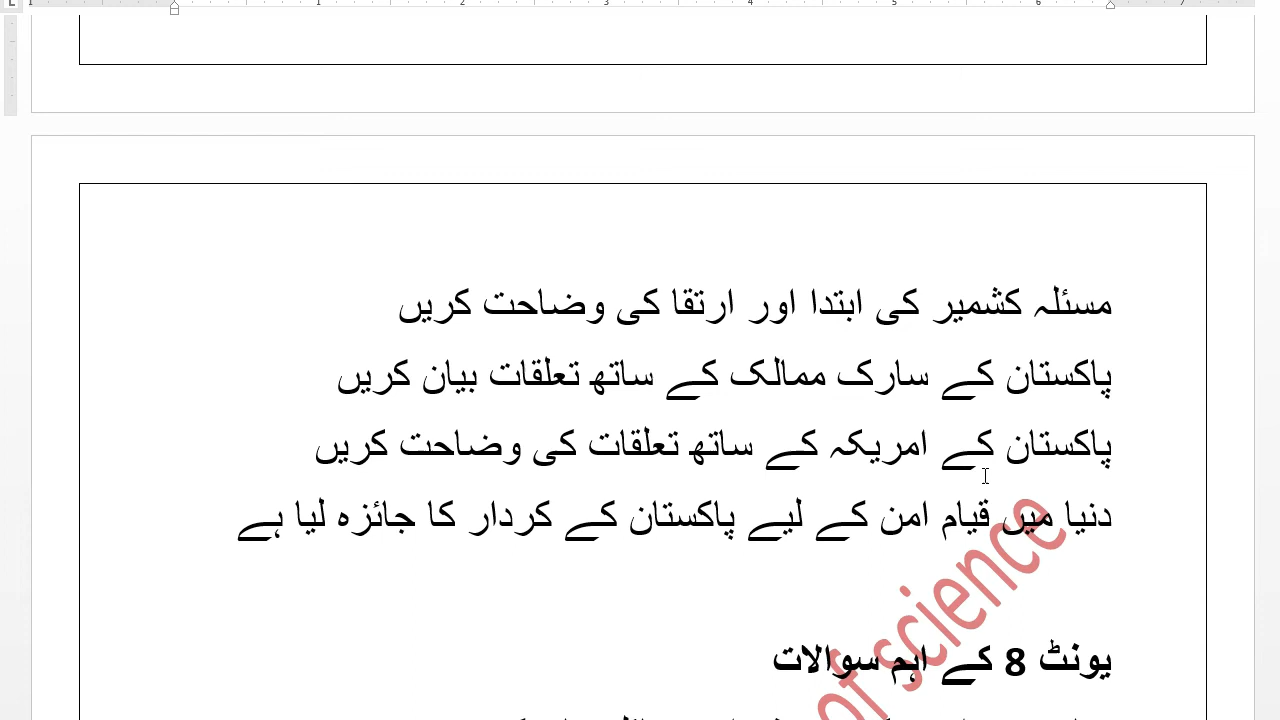 مسئلہ کشمیر کی ابتدا اور ارتقا کی وضاحت کریں
پاکستان کے سارک ممالک کے ساتھ تعلقات بیان کریں
پاکستان کے امریکہ کے ساتھ تعلقات کی وضاحت کریں
دنیا میں قیام امن کے لیے پاکستان کے کردار کا جائزہ لیا ہے
of science
یونٹ 8 کے اہم سوالات